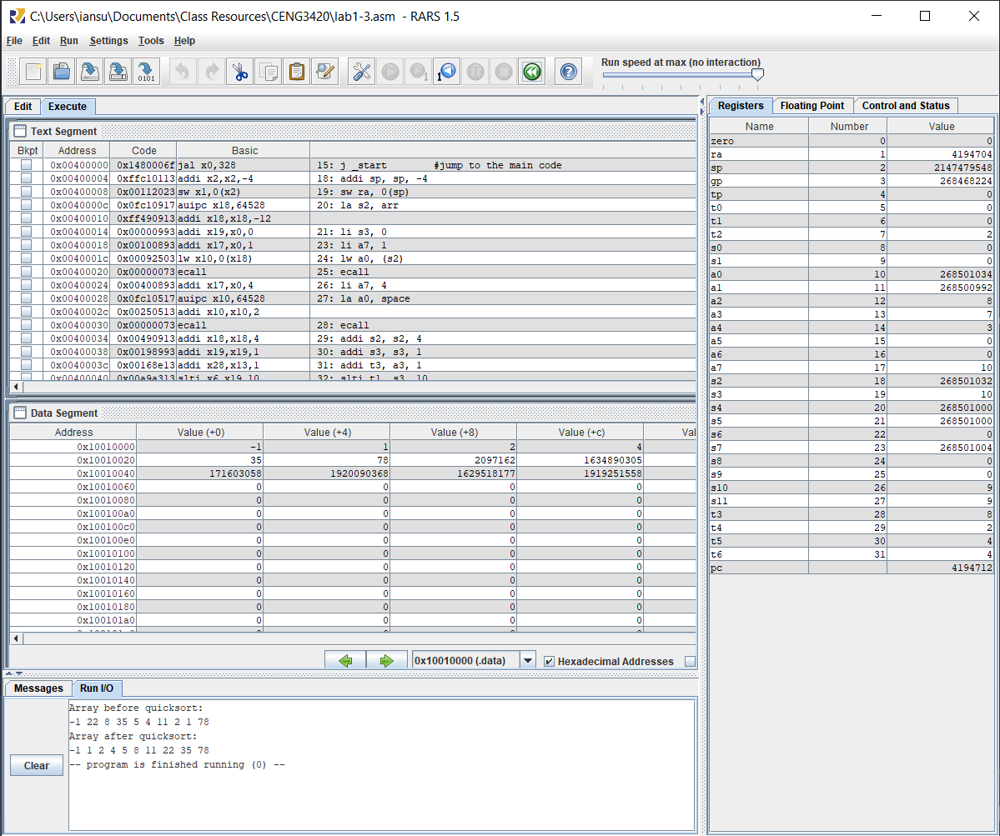 C:\Users\iansu\Documents\Class Resources\CENG3420\lab1-3.asm - RARS 1.5
File Edit Run Settings Tools Help
Run speed at max (no interaction)
Edit Execute
Text Segment
Bkpt Address Code Basic
0x00400000 0x1480006f jal x0,328 15: j _start #jump to the main code
0x00400004 0xffc10113 addi x2,x2,-4 18: addi sp, sp, -4
0x00400008 0x00112023 sw x1,0(x2) 19: sw ra, 0(sp)
0x0040000c 0x0fc10917 auipc x18,64528 20: la s2, arr
0x00400010 0xff490913 addi x18,x18,-12
0x00400014 0x00000993 addi x19,x0,0 21: li s3, 0
0x00400018 0x00100893 addi x17,x0,1 23: li a7, 1
0x0040001c 0x00092503 lw x10,0(x18) 24: lw a0, (s2)
0x00400020 0x00000073 ecall 25: ecall
0x00400024 0x00400893 addi x17,x0,4 26: li a7, 4
0x00400028 0x0fc10517 auipc x10,64528 27: la a0, space
0x0040002c 0x00250513 addi x10,x10,2
0x00400030 0x00000073 ecall 28: ecall
0x00400034 0x00490913 addi x18,x18,4 29: addi s2, s2, 4
0x00400038 0x00198993 addi x19,x19,1 30: addi s3, s3, 1
0x0040003c 0x00168e13 addi x28,x13,1 31: addi t3, a3, 1
0x00400040 0x00a9a313 slti x6,x19,10 32: slti t1, s3, 10
Data Segment
Address Value (+0) Value (+4) Value (+8) Value (+c) Val
0x10010000 -1 1 2 4
0x10010020 35 78 2097162 1634890305
0x10010040 171603058 1920090368 1629518177 1919251558
0x10010060 0 0 0 0
0x10010080 0 0 0 0
0x100100a0 0 0 0 0
0x100100c0 0 0 0 0
0x100100e0 0 0 0 0
0x10010100 0 0 0 0
0x10010120 0 0 0 0
0x10010140 0 0 0 0
0x10010160 0 0 0 0
0x10010180 0 0 0 0
0x100101a0 0 0 0 0
0x10010000 (.data) Hexadecimal Addresses
Messages Run I/O
Clear
Array before quicksort:
-1 22 8 35 5 4 11 2 1 78
Array after quicksort:
-1 1 2 4 5 8 11 22 35 78
-- program is finished running (0) --
Registers Floating Point Control and Status
Name Number Value
zero 0 0
ra 1 4194704
sp 2 2147479548
gp 3 268468224
tp 4 0
t0 5 0
t1 6 0
t2 7 2
s0 8 0
s1 9 0
a0 10 268501034
a1 11 268500992
a2 12 8
a3 13 7
a4 14 3
a5 15 0
a6 16 0
a7 17 10
s2 18 268501032
s3 19 10
s4 20 268501000
s5 21 268501000
s6 22 0
s7 23 268501004
s8 24 0
s9 25 0
s10 26 9
s11 27 9
t3 28 8
t4 29 2
t5 30 4
t6 31 4
pc 4194712